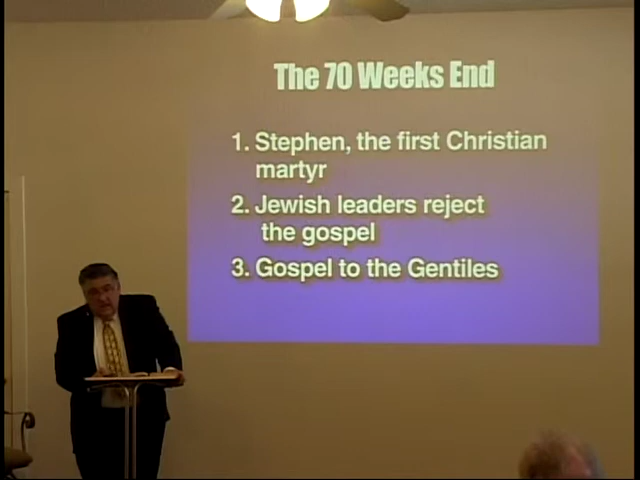 The 70 Weeks End
1. Stephen, the first Christian
martyr
2. Jewish leaders reject
the gospel
3. Gospel to the Gentiles